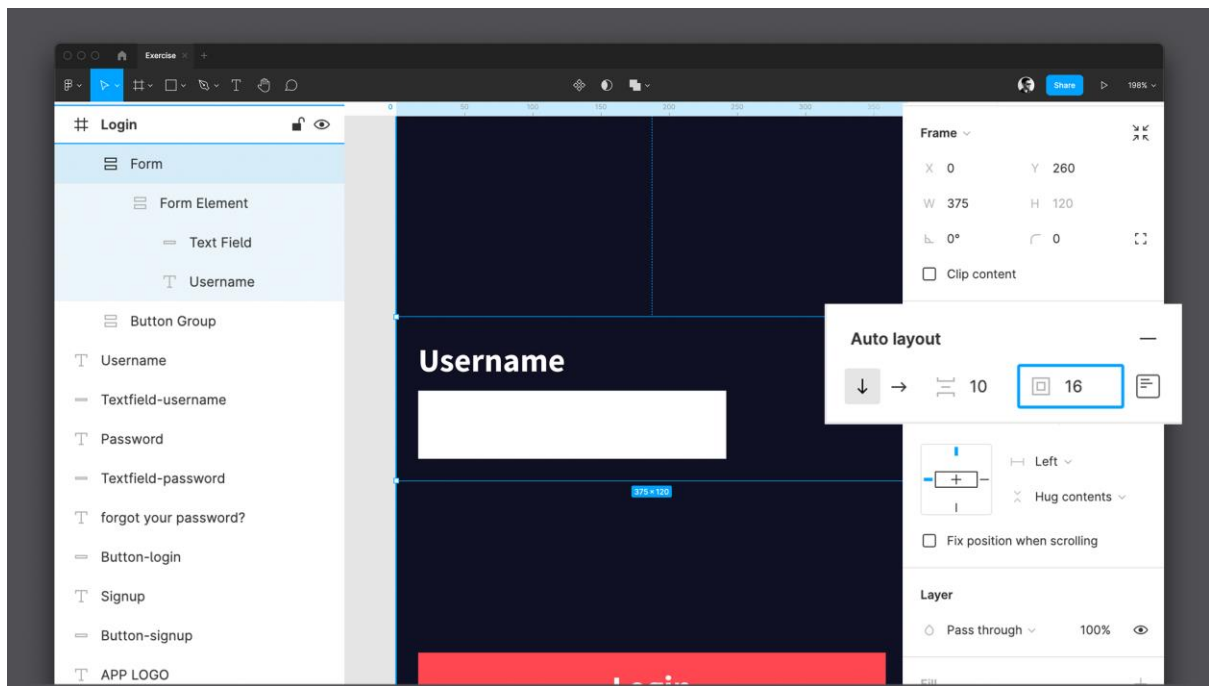 Exercise
Share
198%
Login
Form
Form Element
Text Field
Username
Button Group
Username
Textfield-username
Password
Textfield-password
forgot your password?
Button-login
Signup
Button-signup
APP LOGO
0 50 100 150 200 250 300 350
Username
375 × 120
Login
Frame
X 0 Y 260
W 375 H 120
0° 0
Clip content
Auto layout
10 16
Left
Hug contents
Fix position when scrolling
Layer
Pass through 100%
Fill